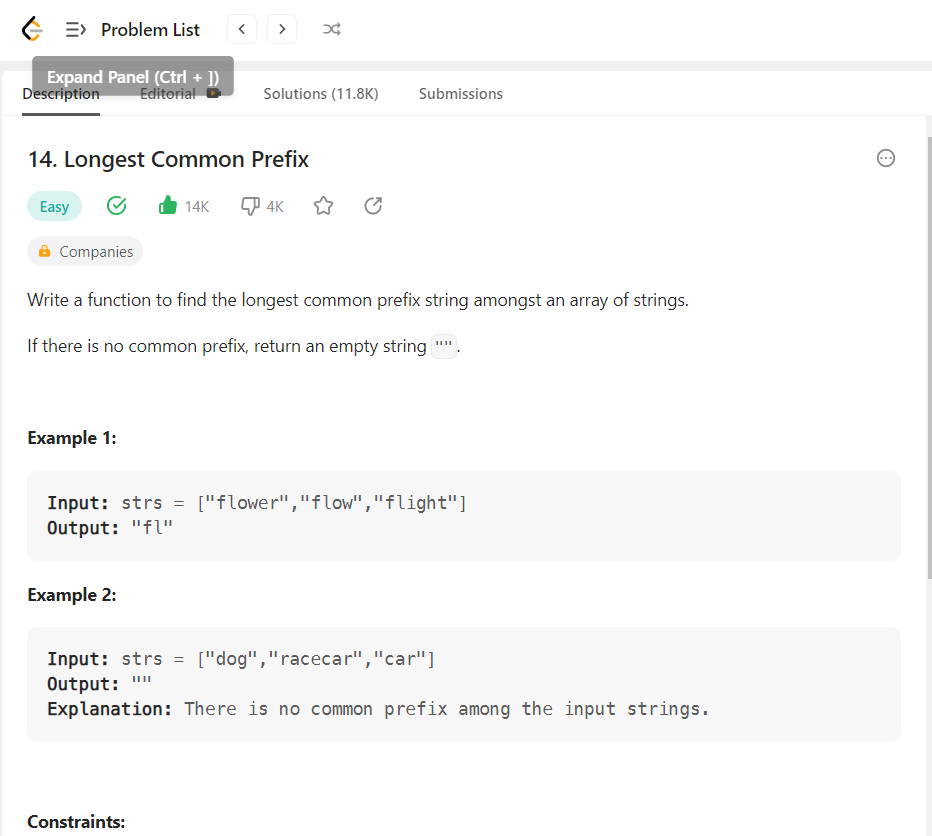 Problem List
Expand Panel (Ctrl + ])
Description Editorial Solutions (11.8K) Submissions
14. Longest Common Prefix
Easy 14K 4K
Companies
Write a function to find the longest common prefix string amongst an array of strings.
If there is no common prefix, return an empty string "".
Example 1:
Input: strs = ["flower","flow","flight"]
Output: "fl"
Example 2:
Input: strs = ["dog","racecar","car"]
Output: ""
Explanation: There is no common prefix among the input strings.
Constraints: